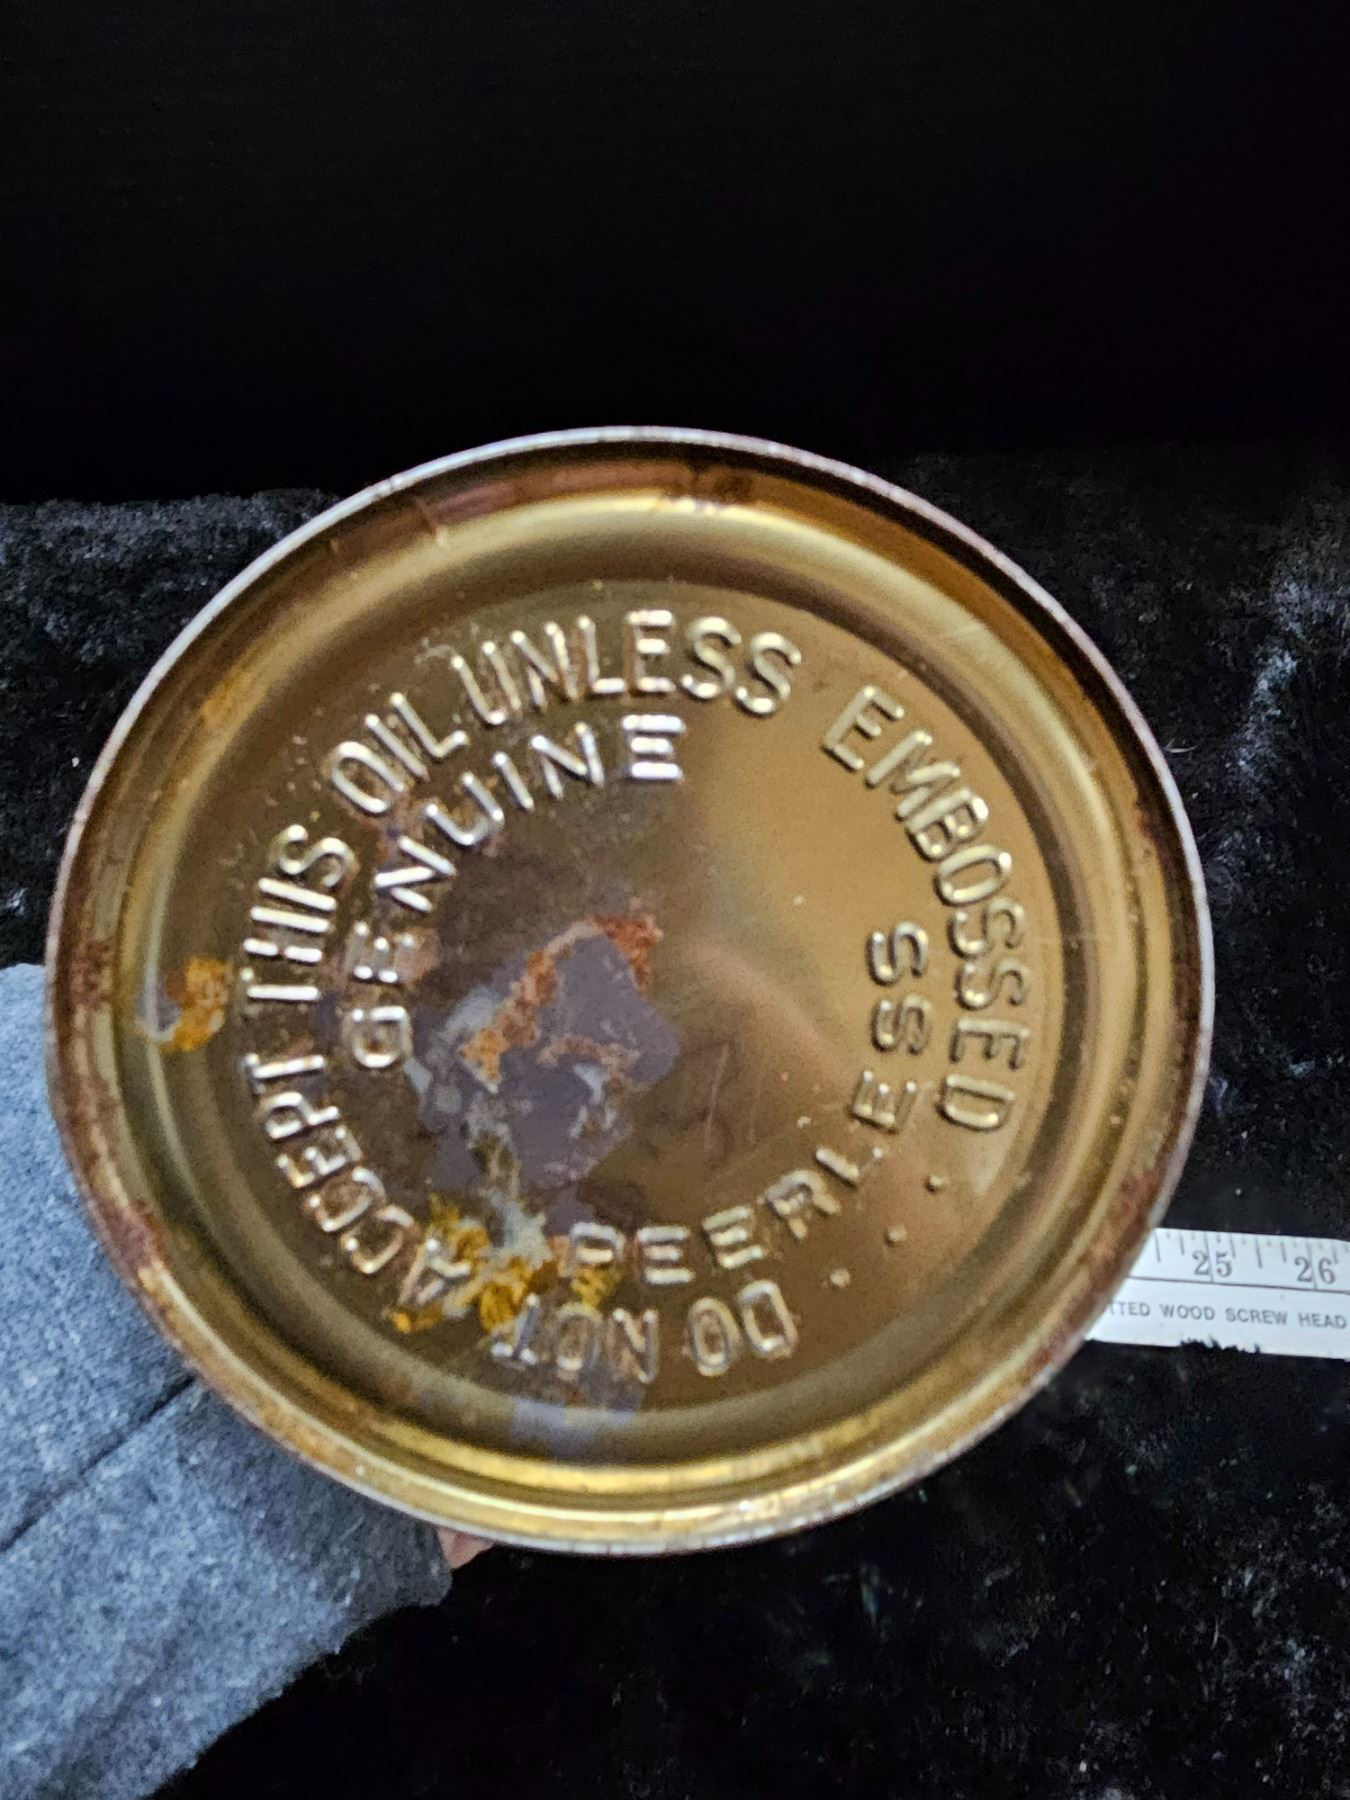 DO NOT ACCEPT THIS OIL UNLESS EMBOSSED
GENUINE PEERLESS
25 26
TTED WOOD SCREW HEAD